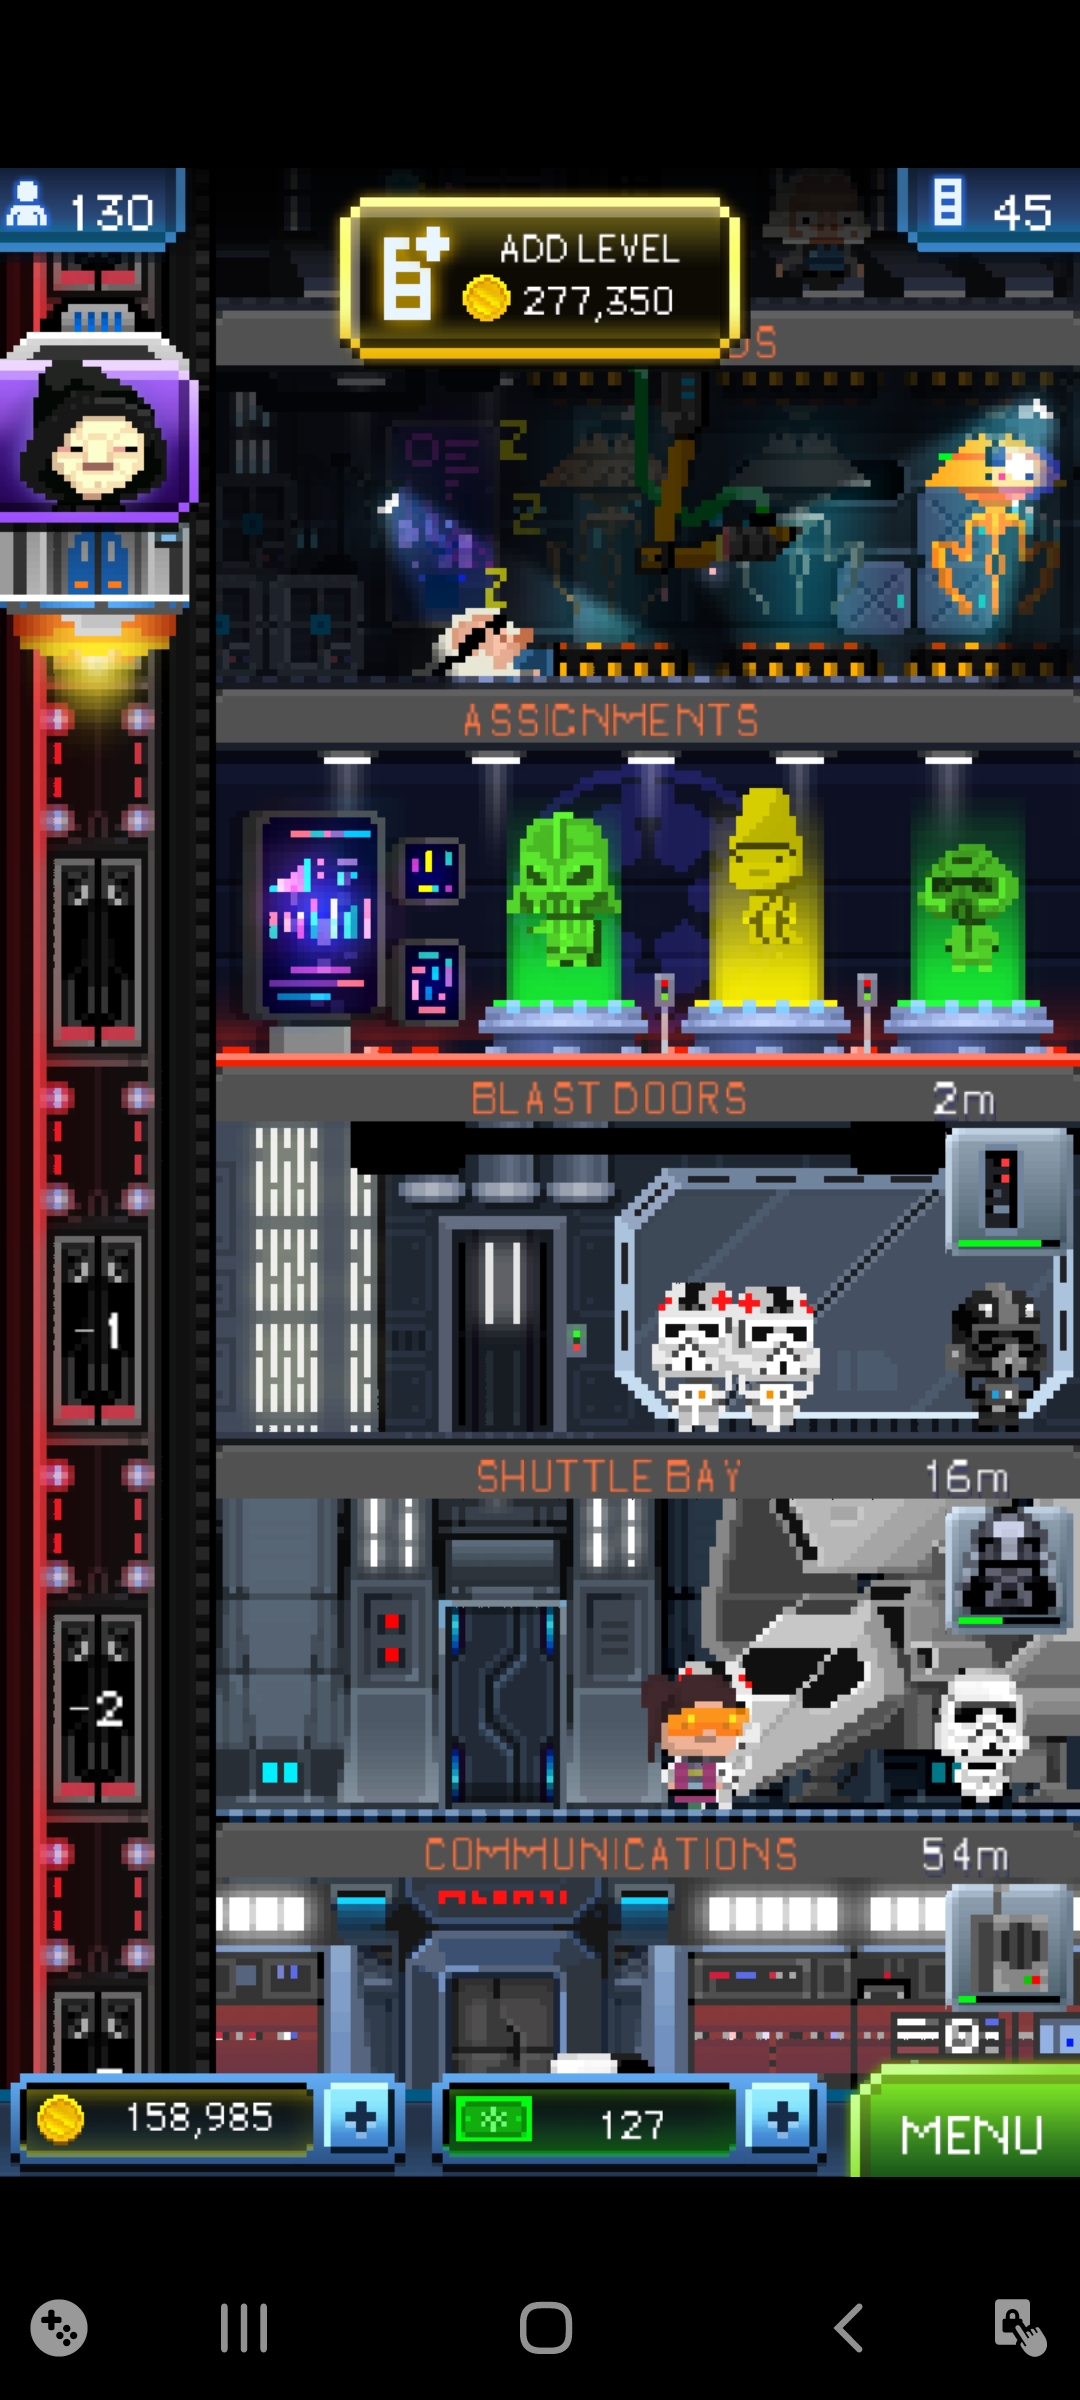 130
ADD LEVEL
277,350
45
Z
Z
Z
ASSIGNMENTS
BLAST DOORS 2m
-1
SHUTTLE BAY 16m
-2
COMMUNICATIONS 54m
158,985
127
MENU